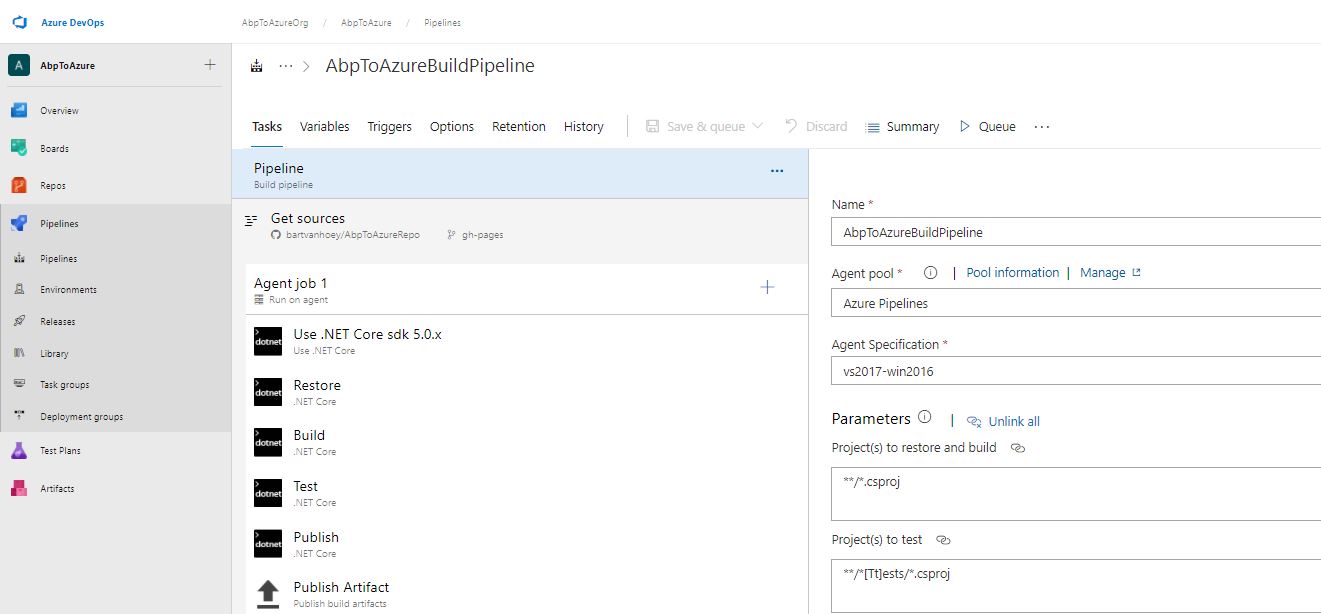 Azure DevOps
AbpToAzureOrg / AbpToAzure / Pipelines
A AbpToAzure +
Overview
Boards
Repos
Pipelines
Pipelines
Environments
Releases
Library
Task groups
Deployment groups
Test Plans
Artifacts
··· > AbpToAzureBuildPipeline
Tasks Variables Triggers Options Retention History | Save & queue Discard Summary Queue ···
Pipeline ···
Build pipeline
Get sources
bartvanhoey/AbpToAzureRepo gh-pages
Agent job 1 +
Run on agent
dotnet Use .NET Core sdk 5.0.x
Use .NET Core
dotnet Restore
.NET Core
dotnet Build
.NET Core
dotnet Test
.NET Core
dotnet Publish
.NET Core
Publish Artifact
Publish build artifacts
Name *
AbpToAzureBuildPipeline
Agent pool * | Pool information | Manage
Azure Pipelines
Agent Specification *
vs2017-win2016
Parameters | Unlink all
Project(s) to restore and build
**/*.csproj
Project(s) to test
**/*[Tt]ests/*.csproj